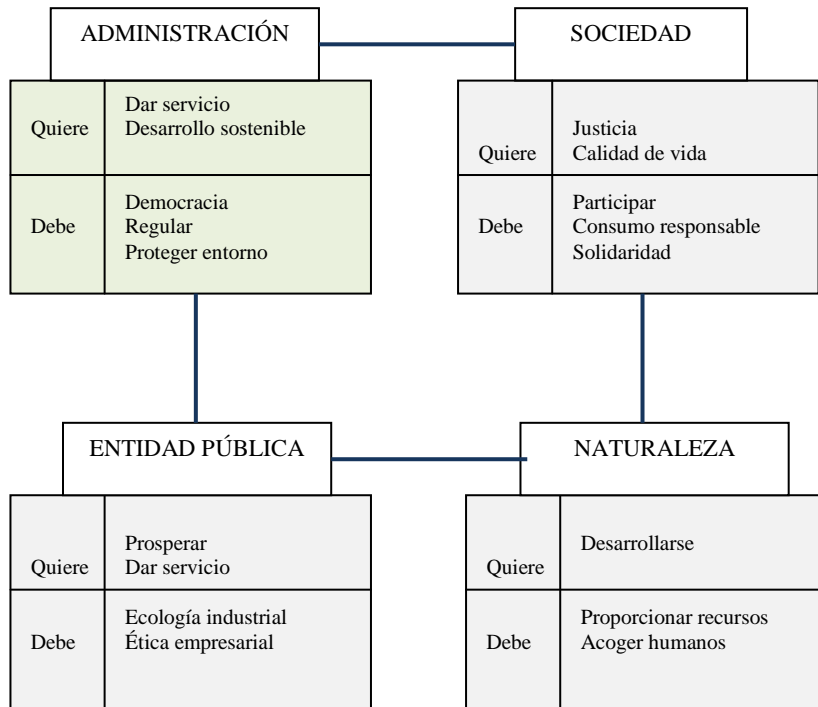 ADMINISTRACIÓN
Quiere
Dar servicio
Desarrollo sostenible
Debe
Democracia
Regular
Proteger entorno
SOCIEDAD
Quiere
Justicia
Calidad de vida
Debe
Participar
Consumo responsable
Solidaridad
ENTIDAD PÚBLICA
Quiere
Prosperar
Dar servicio
Debe
Ecología industrial
Ética empresarial
NATURALEZA
Quiere
Desarrollarse
Debe
Proporcionar recursos
Acoger humanos